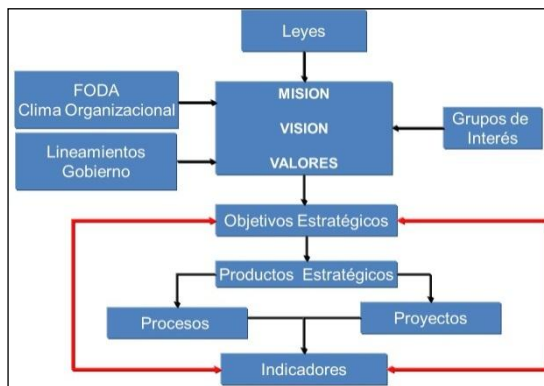 Leyes
FODA
Clima Organizacional
MISION
VISION
VALORES
Grupos de
Interés
Lineamientos
Gobierno
Objetivos Estratégicos
Productos Estratégicos
Procesos
Proyectos
Indicadores